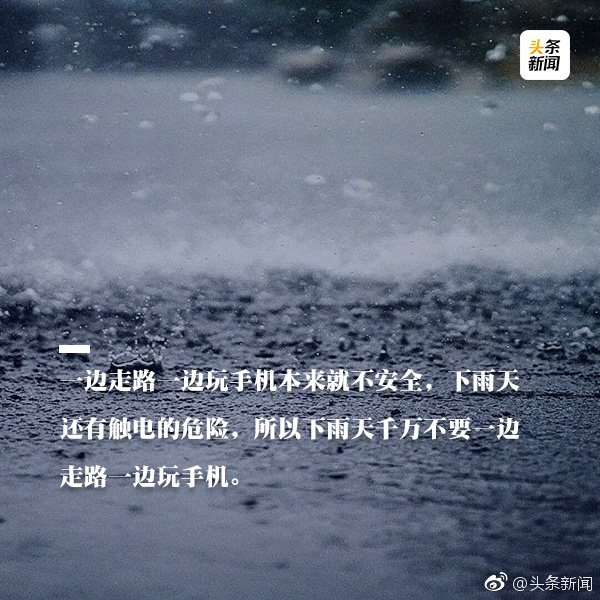 头条
新闻
一边走路一边玩手机本来就不安全，下雨天
还有触电的危险，所以下雨天千万不要一边
走路一边玩手机。
@头条新闻